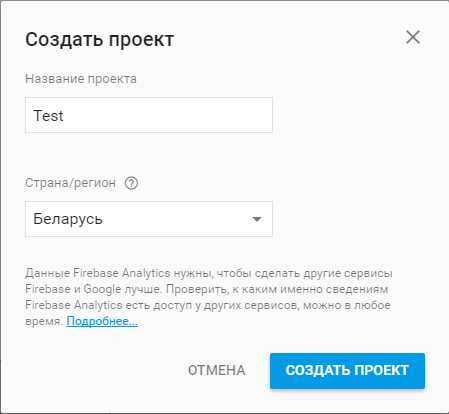 Создать проект
Название проекта
Test
Страна/регион
Беларусь
Данные Firebase Analytics нужны, чтобы сделать другие сервисы
Firebase и Google лучше. Проверить, к каким именно сведениям
Firebase Analytics есть доступ у других сервисов, можно в любое
время. Подробнее...
ОТМЕНА СОЗДАТЬ ПРОЕКТ